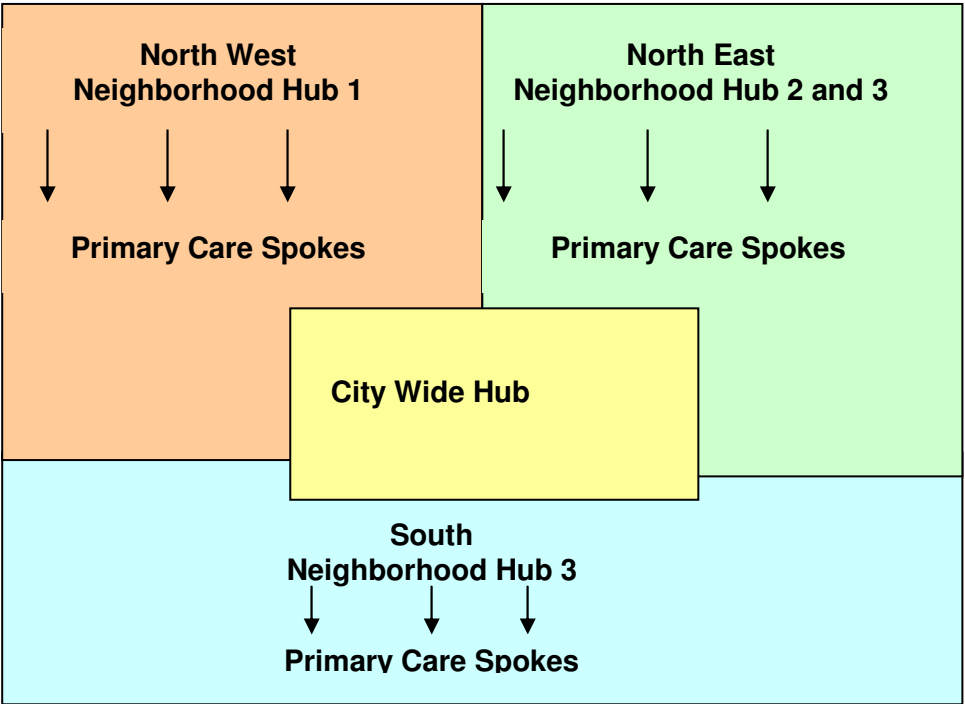 North West
Neighborhood Hub 1
Primary Care Spokes
North East
Neighborhood Hub 2 and 3
Primary Care Spokes
City Wide Hub
South
Neighborhood Hub 3
Primary Care Spokes